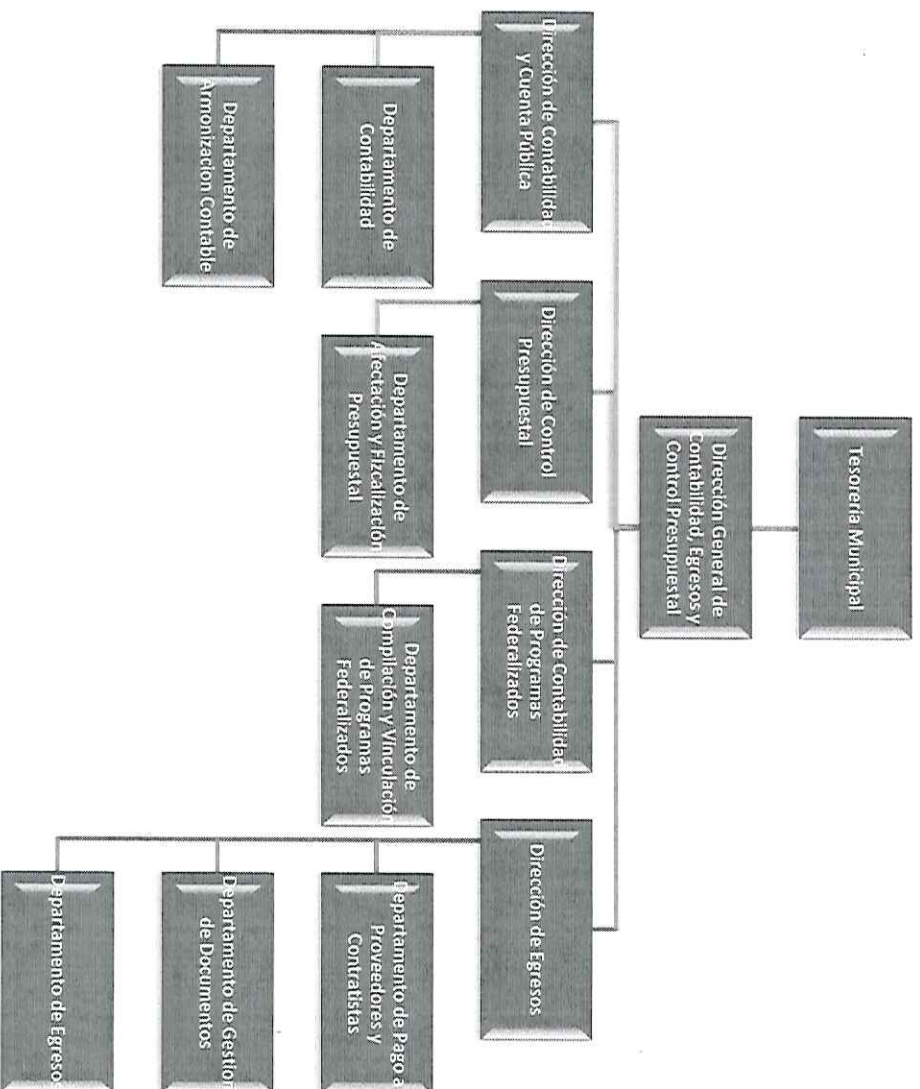 Tesorería Municipal
Dirección General de
Contabilidad, Egresos y
Control Presupuestal
Dirección de Contabilidad
y Cuenta Pública
Departamento de
Contabilidad
Departamento de
Armonizacion Contable
Dirección de Control
Presupuestal
Departamento de
Afectación y Fizcalización
Presupuestal
Dirección de Contabilidad
de Programas
Federalizados
Departamento de
Compilación y Vinculación
de Programas
Federalizados
Dirección de Egresos
Departamento de Pago a
Proveedores y
Contratistas
Departamento de Gestion
de Documentos
Departamento de Egresos